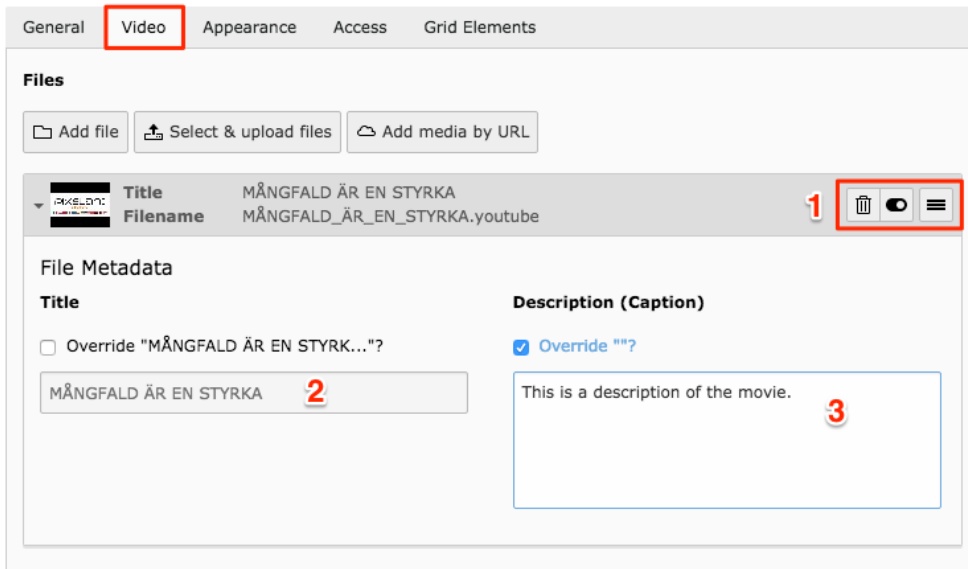 General Video Appearance Access Grid Elements
Files
Add file Select & upload files Add media by URL
Title MÅNGFALD ÄR EN STYRKA
Filename MÅNGFALD_ÄR_EN_STYRKA.youtube
1
File Metadata
Title Description (Caption)
Override "MÅNGFALD ÄR EN STYRK..."? Override ""?
MÅNGFALD ÄR EN STYRKA 2 This is a description of the movie.
3